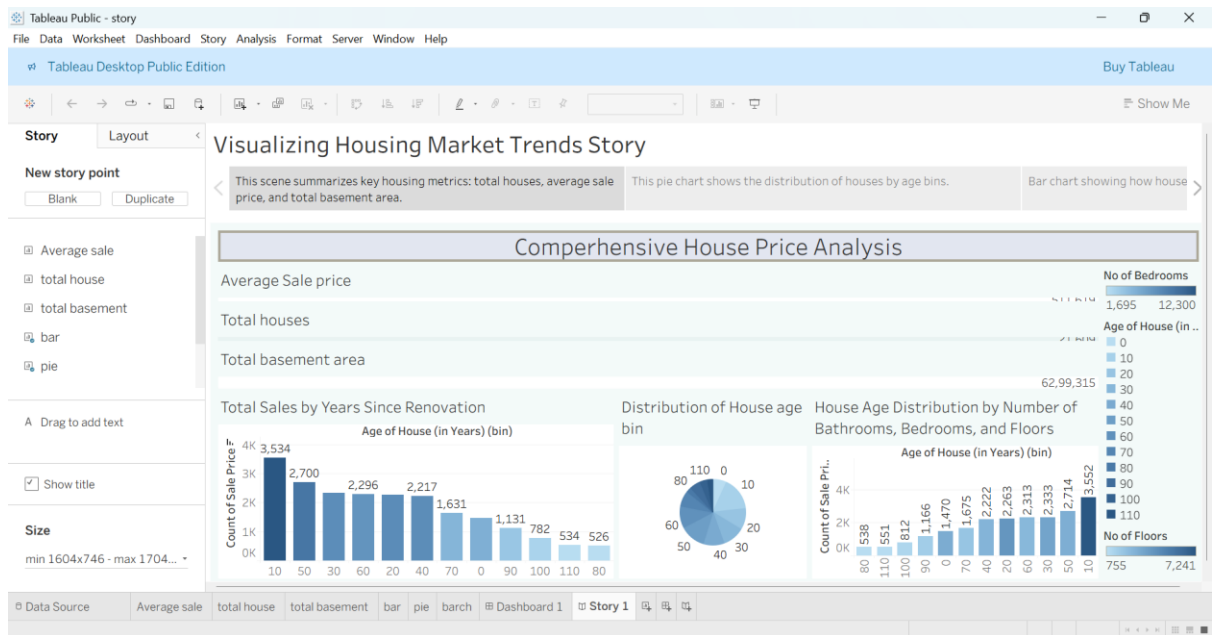 Tableau Public - story
File Data Worksheet Dashboard Story Analysis Format Server Window Help
Tableau Desktop Public Edition
Buy Tableau
Show Me
Story Layout
New story point
Blank Duplicate
Average sale
total house
total basement
bar
pie
A Drag to add text
Show title
Size
min 1604x746 - max 1704...
Visualizing Housing Market Trends Story
This scene summarizes key housing metrics: total houses, average sale
price, and total basement area.
This pie chart shows the distribution of houses by age bins.
Bar chart showing how house
Comperhensive House Price Analysis
Average Sale price
Total houses
Total basement area
62,99,315
Total Sales by Years Since Renovation
Age of House (in Years) (bin)
Count of Sale Price
4K
3K
2K
1K
0K
3,534
2,700
2,296
2,217
1,631
1,131
782
534
526
10 50 30 60 20 40 70 0 90 100 110 80
Distribution of House age
bin
110 0
80 10
60 20
50 40 30
House Age Distribution by Number of
Bathrooms, Bedrooms, and Floors
Age of House (in Years) (bin)
Count of Sale Pri..
4K
2K
0K
538
551
812
1,166
1,470
1,675
2,222
2,263
2,313
2,333
2,714
3,552
80 110 100 90 0 70 40 20 60 30 50 10
No of Bedrooms
1,695 12,300
Age of House (in ..
0
10
20
30
40
50
60
70
80
90
100
110
No of Floors
755 7,241
Data Source Average sale total house total basement bar pie barch Dashboard 1 Story 1